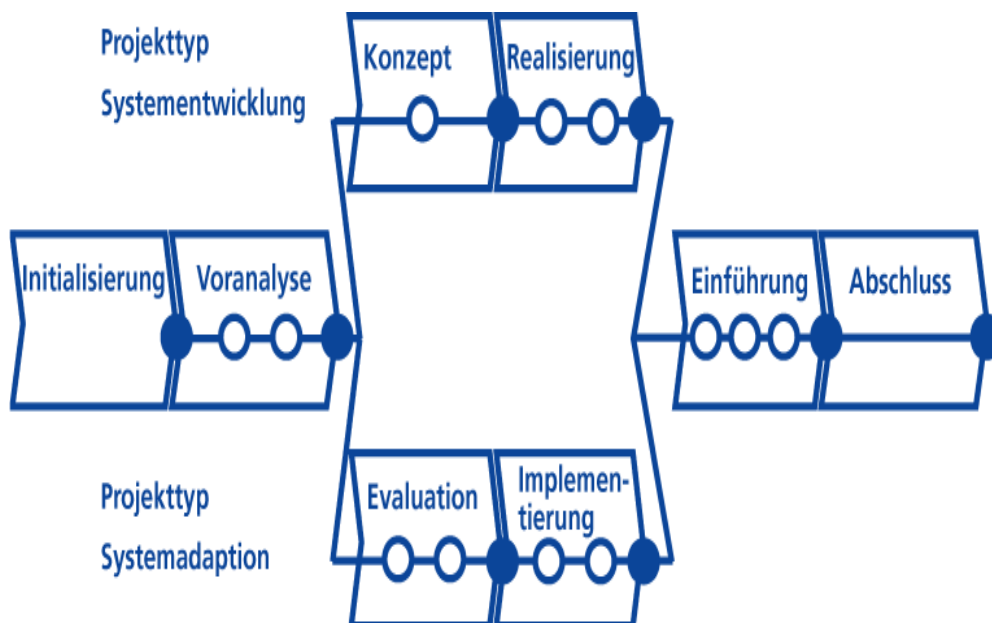 Projekttyp
Systementwicklung
Konzept
Realisierung
Initialisierung
Voranalyse
Einführung
Abschluss
Projekttyp
Systemadaption
Evaluation
Implemen-
tierung